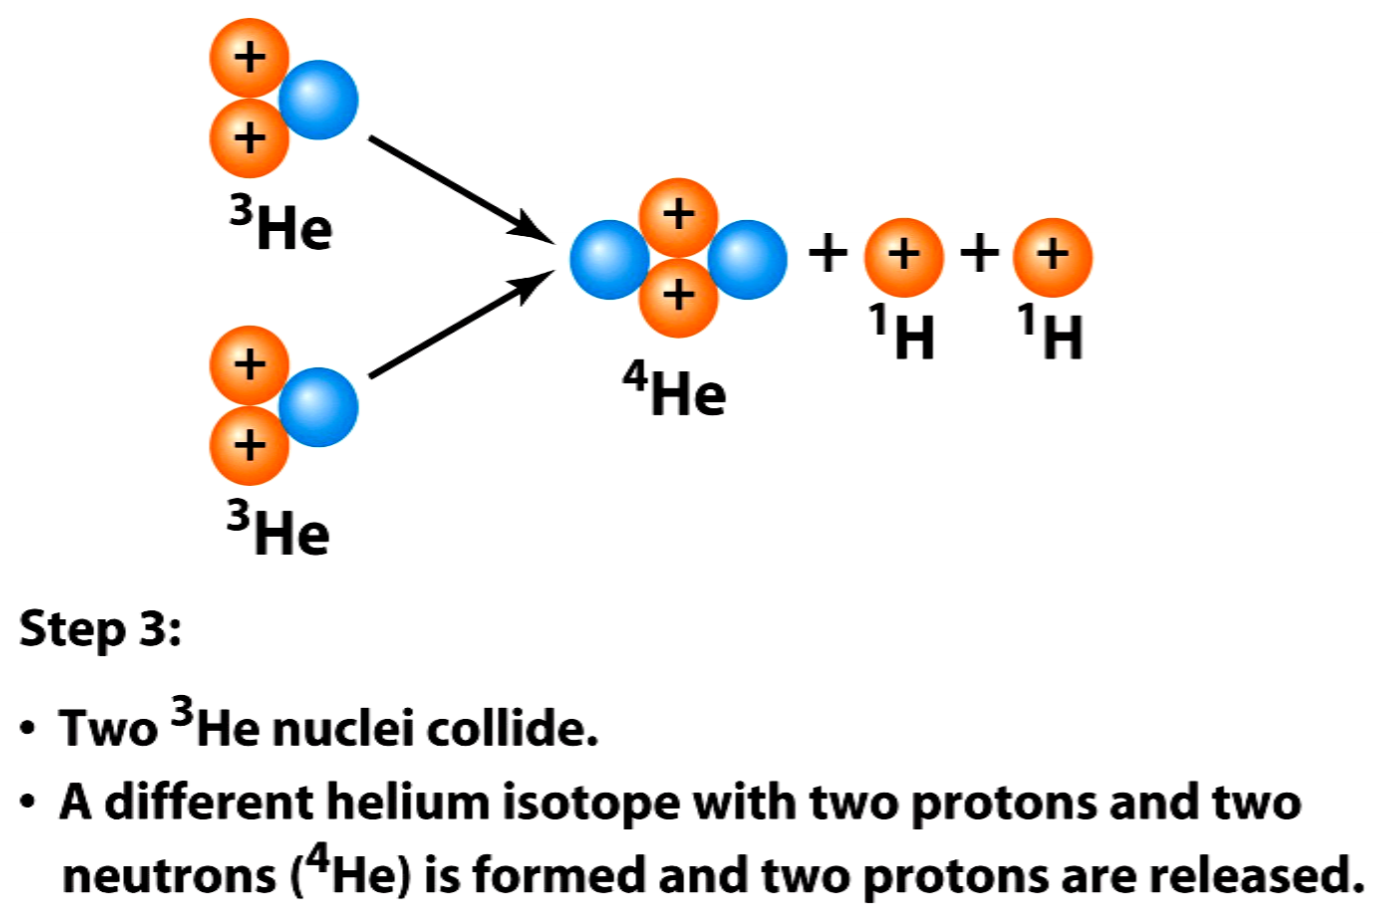 +
+
³He
+
+ + + + +
+
¹H ¹H
⁴He
+
³He
Step 3:
• Two ³He nuclei collide.
• A different helium isotope with two protons and two
neutrons (⁴He) is formed and two protons are released.